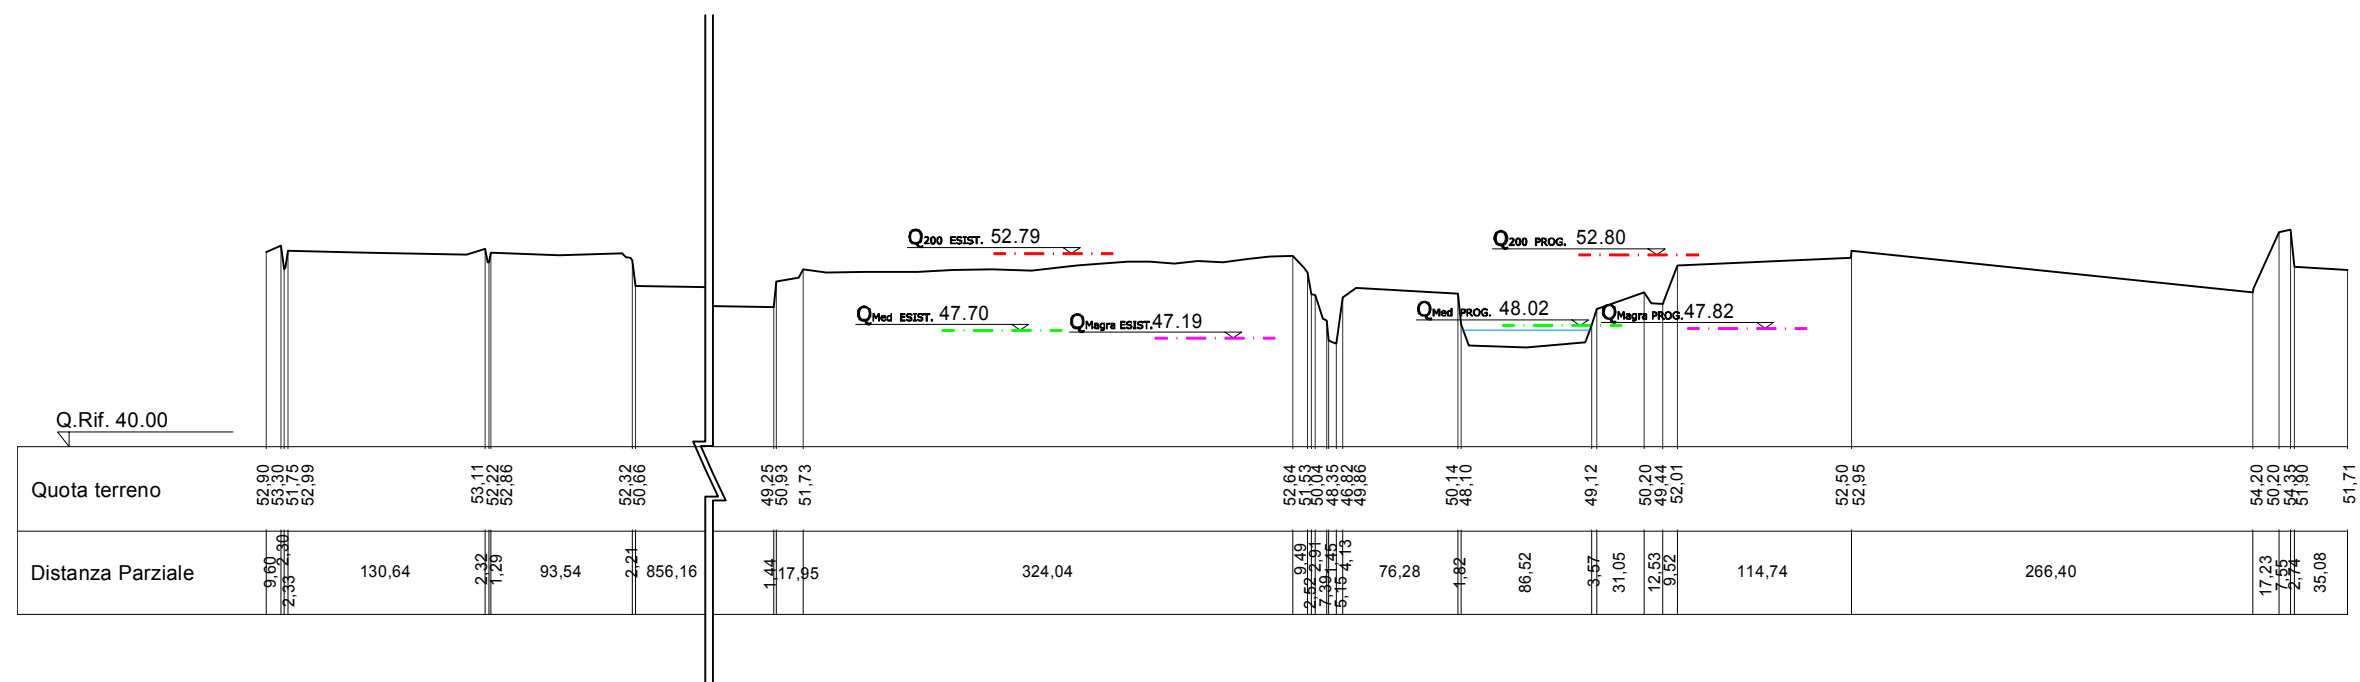 Q200 ESIST. 52.79
Q200 PROG. 52.80
QMed ESIST. 47.70
QMagra ESIST. 47.19
QMed PROG. 48.02
QMagra PROG. 47.82
Q.Rif. 40.00
Quota terreno 52,90 53,30 51,75 52,99 53,11 52,22 52,86 52,32 50,66 49,25 50,93 51,73 52,64 51,53 50,04 48,35 46,82 49,86 50,14 48,10 49,12 50,20 49,44 52,01 52,50 52,95 54,20 50,20 54,35 51,90 51,71
Distanza Parziale 9,60 2,30 2,33 130,64 2,32 1,29 93,54 2,21 856,16 1,44 17,95 324,04 9,49 2,52 2,91 7,39 1,45 5,15 4,13 76,28 1,82 86,52 3,57 31,05 12,53 9,52 114,74 266,40 17,23 7,55 2,74 35,08